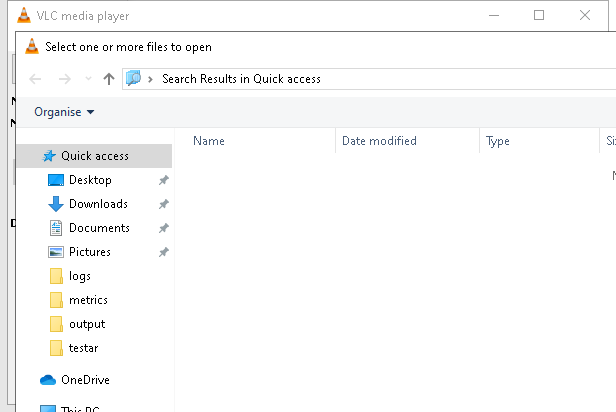 VLC media player
Select one or more files to open
Search Results in Quick access
Organise
Name Date modified Type
Quick access
Desktop
Downloads
Documents
Pictures
logs
metrics
output
testar
OneDrive
This PC